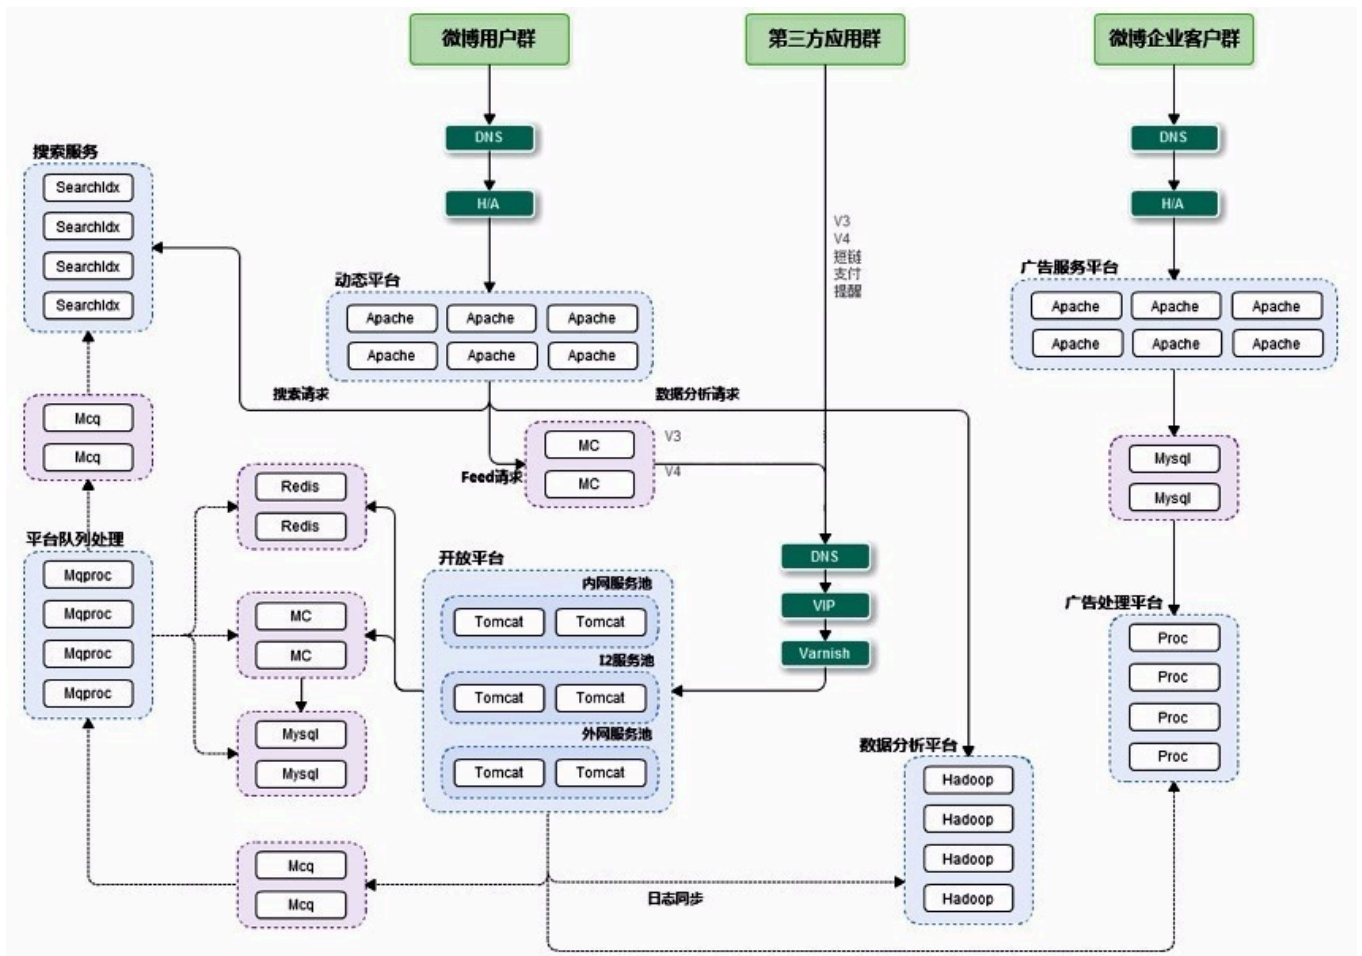 微博用户群
第三方应用群
微博企业客户群
DNS
DNS
搜索服务
SearchIdx
SearchIdx
SearchIdx
SearchIdx
H/A
H/A
V3
V4
短链
支付
提醒
动态平台
Apache Apache Apache
Apache Apache Apache
广告服务平台
Apache Apache Apache
Apache Apache Apache
搜索请求
数据分析请求
Mcq
Mcq
MC
MC
V3
V4
Feed请求
Mysql
Mysql
Redis
Redis
平台队列处理
Mqproc
Mqproc
Mqproc
Mqproc
开放平台
内网服务池
Tomcat Tomcat
I2服务池
Tomcat Tomcat
外网服务池
Tomcat Tomcat
DNS
VIP
Varnish
MC
MC
Mysql
Mysql
广告处理平台
Proc
Proc
Proc
Proc
数据分析平台
Hadoop
Hadoop
Hadoop
Hadoop
Mcq
Mcq
日志同步